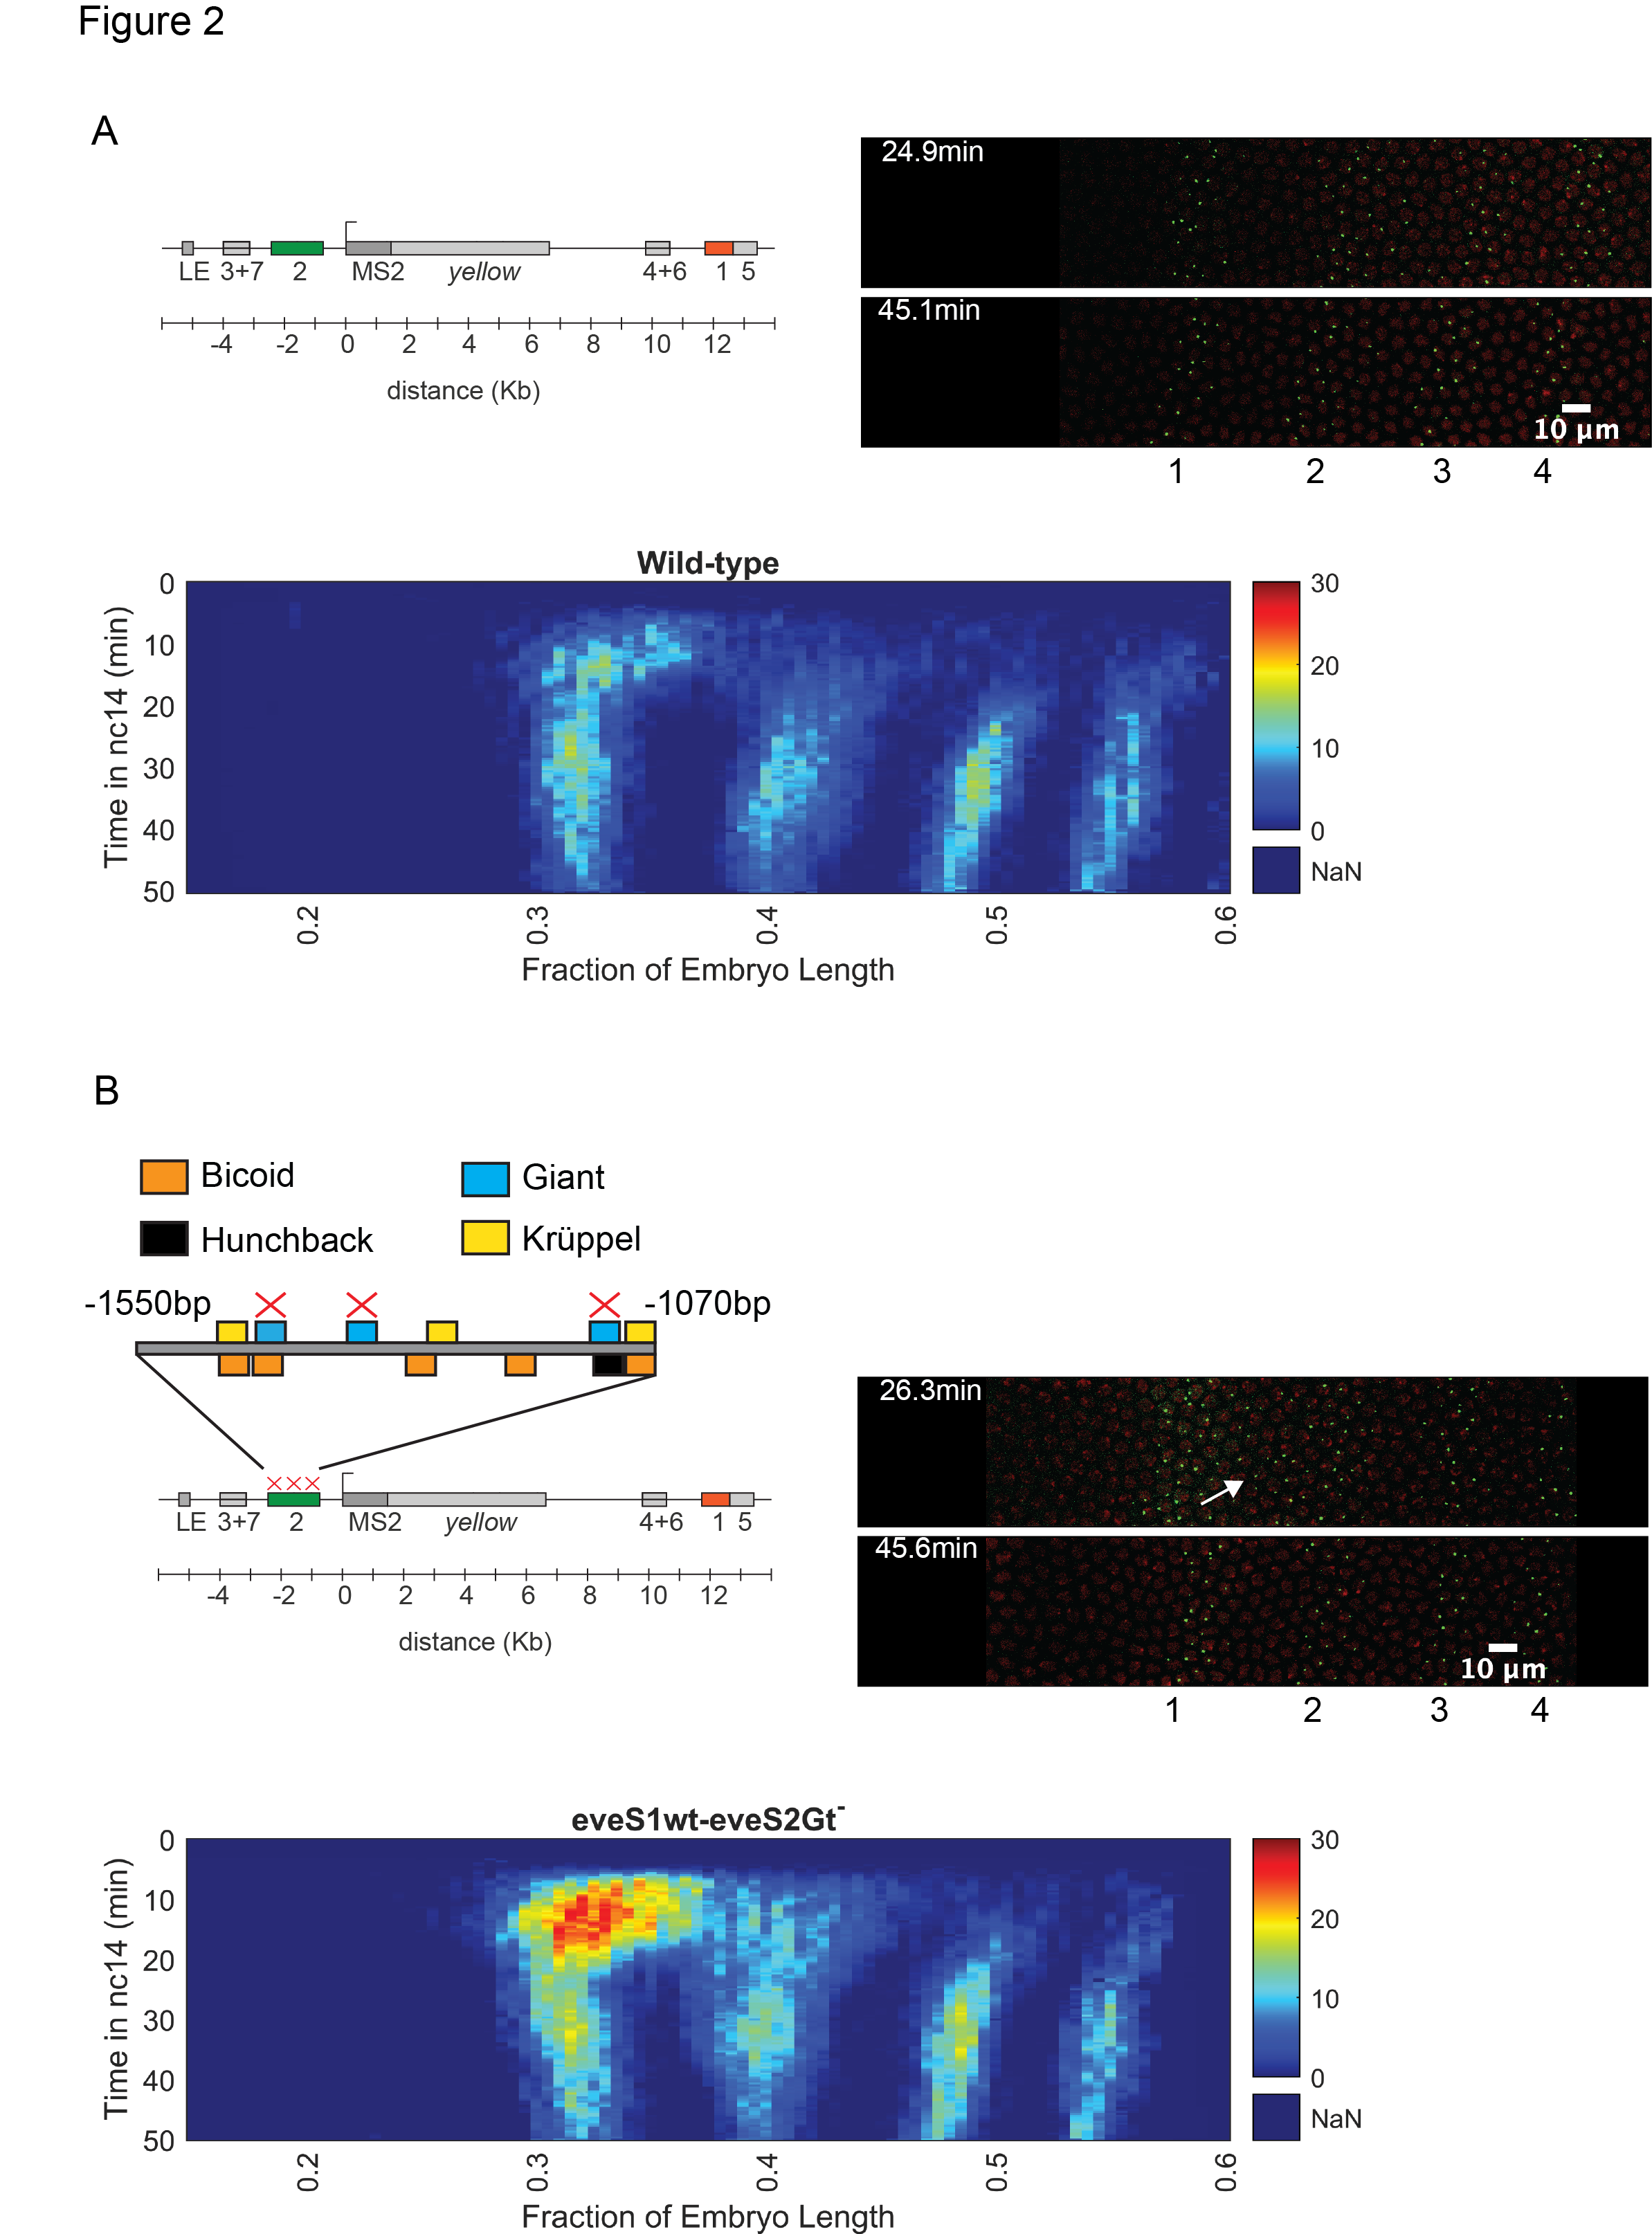 Figure 2
A
LE 3+7 2 MS2 yellow 4+6 1 5
-4 -2 0 2 4 6 8 10 12
distance (Kb)
24.9min
45.1min
10 µm
1 2 3 4
Wild-type
Time in nc14 (min)
0
10
20
30
40
50
0.2 0.3 0.4 0.5 0.6
Fraction of Embryo Length
30
20
10
0
NaN
B
Bicoid Giant
Hunchback Krüppel
-1550bp -1070bp
LE 3+7 2 MS2 yellow 4+6 1 5
-4 -2 0 2 4 6 8 10 12
distance (Kb)
26.3min
45.6min
10 µm
1 2 3 4
eveS1wt-eveS2Gt⁻
Time in nc14 (min)
0
10
20
30
40
50
0.2 0.3 0.4 0.5 0.6
Fraction of Embryo Length
30
20
10
0
NaN